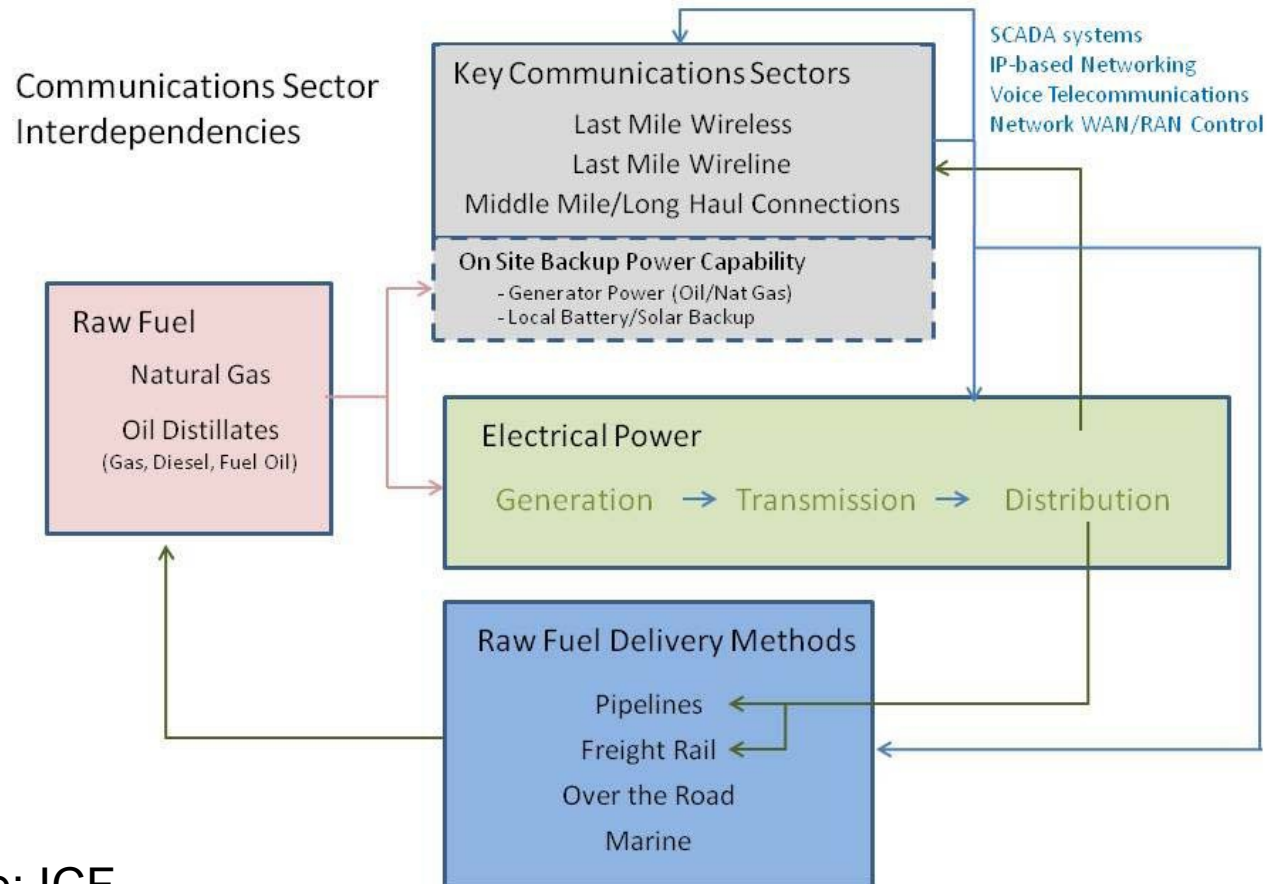 Communications Sector
Interdependencies
SCADA systems
IP-based Networking
Voice Telecommunications
Network WAN/RAN Control
Key Communications Sectors
Last Mile Wireless
Last Mile Wireline
Middle Mile/Long Haul Connections
On Site Backup Power Capability
- Generator Power (Oil/Nat Gas)
- Local Battery/Solar Backup
Raw Fuel
Natural Gas
Oil Distillates
(Gas, Diesel, Fuel Oil)
Electrical Power
Generation
Transmission
Distribution
Raw Fuel Delivery Methods
Pipelines
Freight Rail
Over the Road
Marine